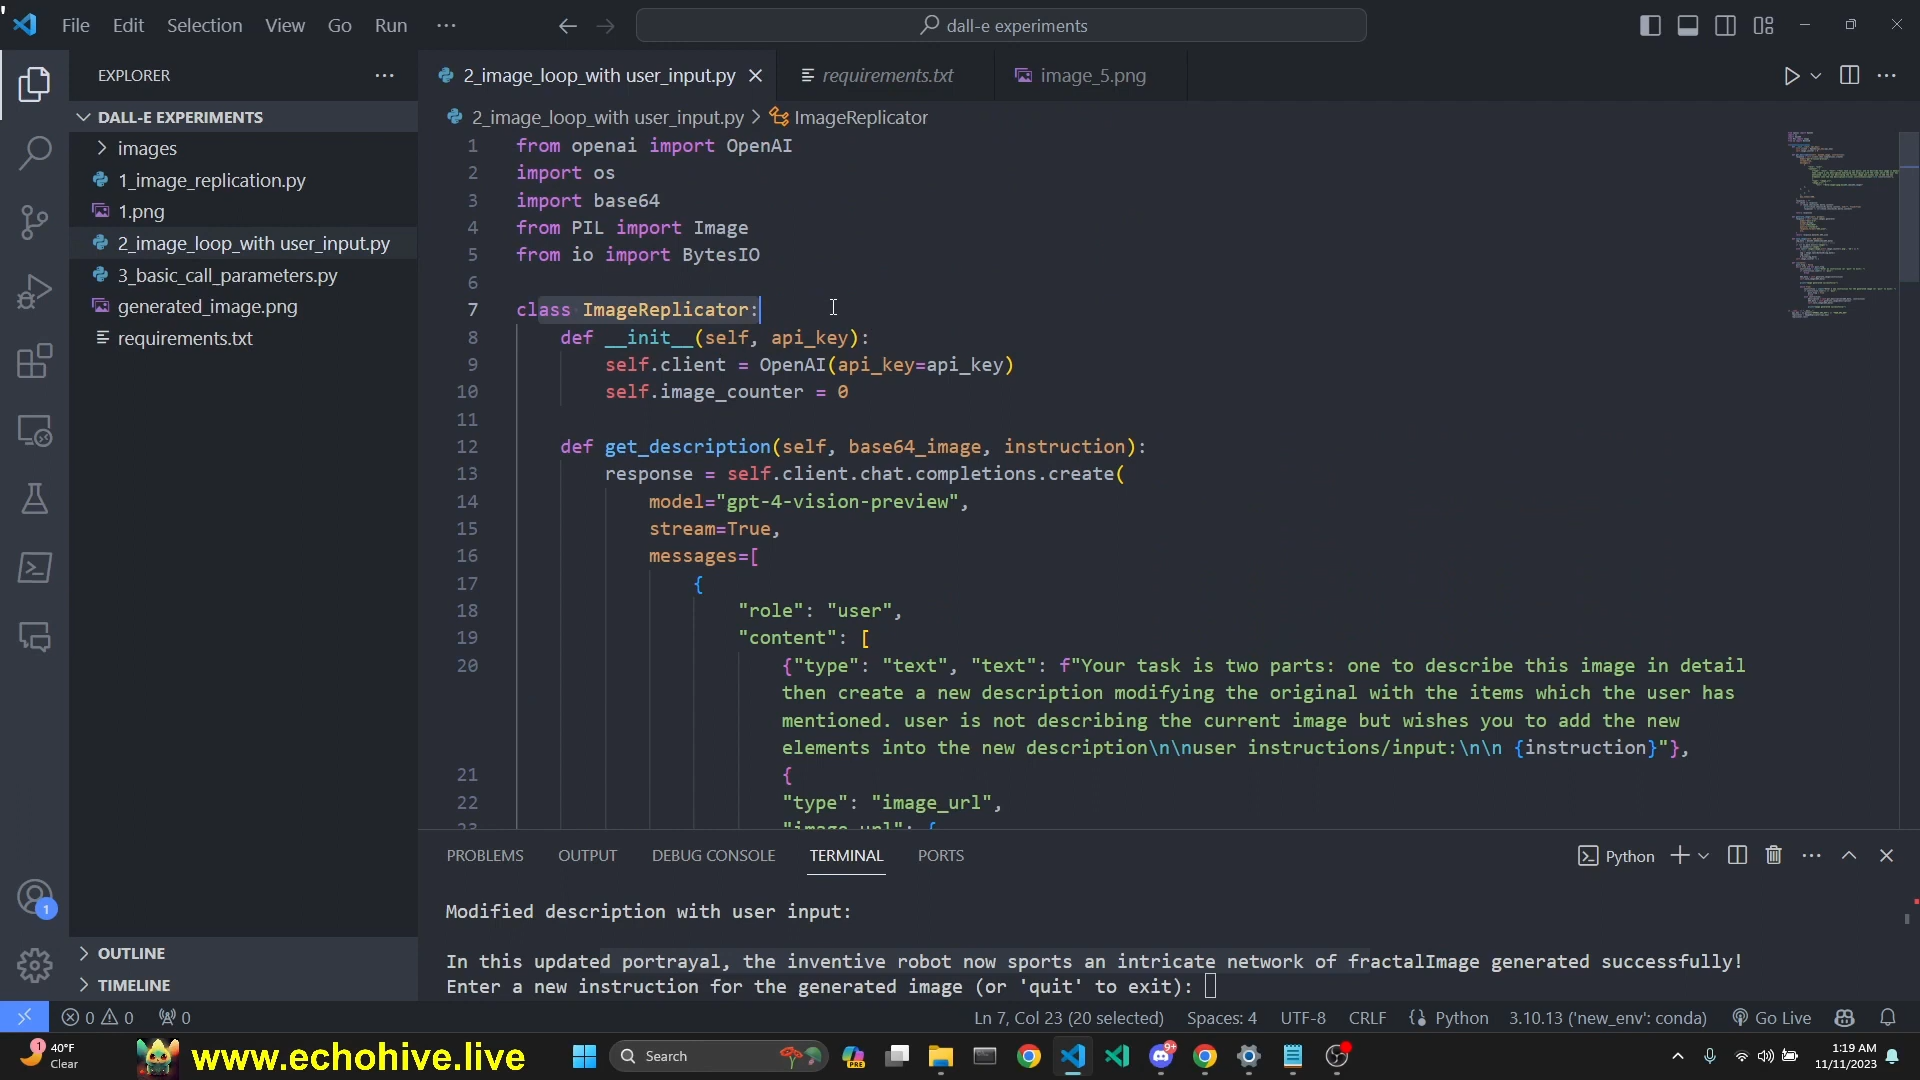 File Edit Selection View Go Run ···
dall-e experiments
EXPLORER
2_image_loop_with user_input.py
requirements.txt
image_5.png
DALL-E EXPERIMENTS
images
1_image_replication.py
1.png
2_image_loop_with user_input.py
3_basic_call_parameters.py
generated_image.png
requirements.txt
OUTLINE
TIMELINE
2_image_loop_with user_input.py > ImageReplicator
1 from openai import OpenAI
2 import os
3 import base64
4 from PIL import Image
5 from io import BytesIO
6
7 class ImageReplicator:
8 def __init__(self, api_key):
9 self.client = OpenAI(api_key=api_key)
10 self.image_counter = 0
11
12 def get_description(self, base64_image, instruction):
13 response = self.client.chat.completions.create(
14 model="gpt-4-vision-preview",
15 stream=True,
16 messages=[
17 {
18 "role": "user",
19 "content": [
20 {"type": "text", "text": f"Your task is two parts: one to describe this image in detail
then create a new description modifying the original with the items which the user has
mentioned. user is not describing the current image but wishes you to add the new
elements into the new description\n\nuser instructions/input:\n\n {instruction}"},
21 {
22 "type": "image_url",
23 "image_url": {
PROBLEMS OUTPUT DEBUG CONSOLE TERMINAL PORTS
Python
Modified description with user input:
In this updated portrayal, the inventive robot now sports an intricate network of fractalImage generated successfully!
Enter a new instruction for the generated image (or 'quit' to exit):
0 0 0
Ln 7, Col 23 (20 selected) Spaces: 4 UTF-8 CRLF Python 3.10.13 ('new_env': conda) Go Live
1
1
40°F
Clear
www.echohive.live
Search
PRE
9+
1:19 AM
11/11/2023